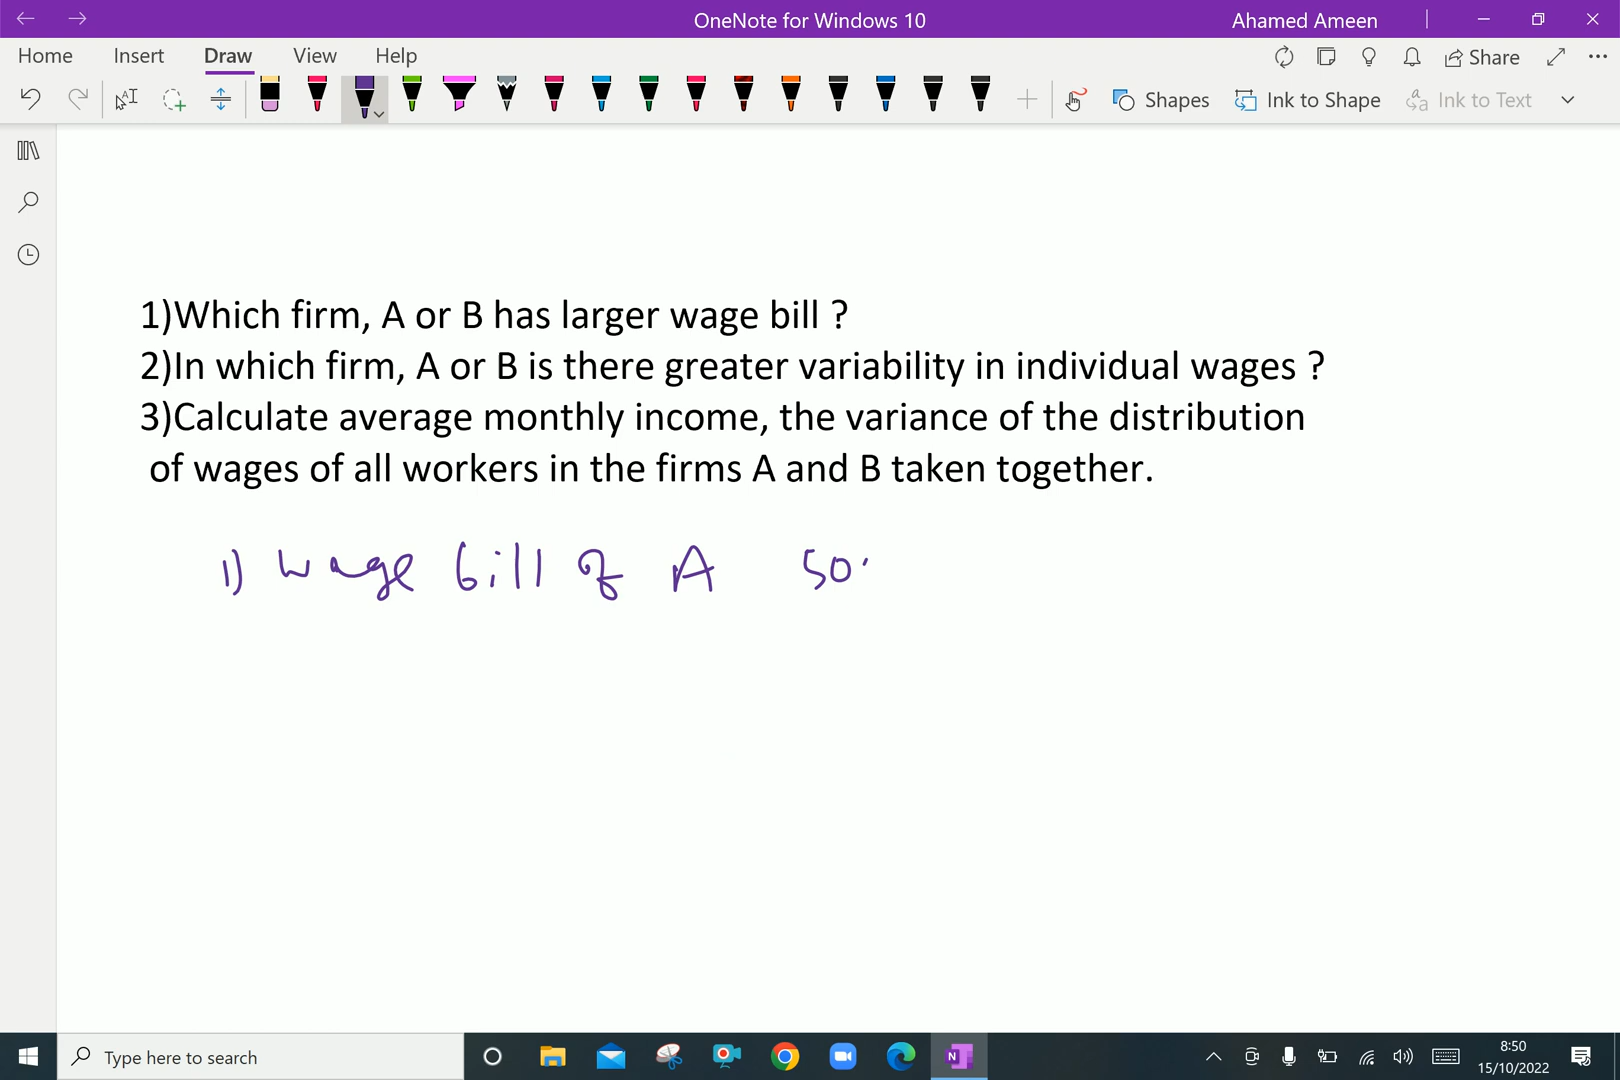 OneNote for Windows 10
Ahamed Ameen
Home Insert Draw View Help
Share
Shapes Ink to Shape Ink to Text
1)Which firm, A or B has larger wage bill ?
2)In which firm, A or B is there greater variability in individual wages ?
3)Calculate average monthly income, the variance of the distribution
of wages of all workers in the firms A and B taken together.
1) wage bill of A 50
Type here to search
8:50
15/10/2022